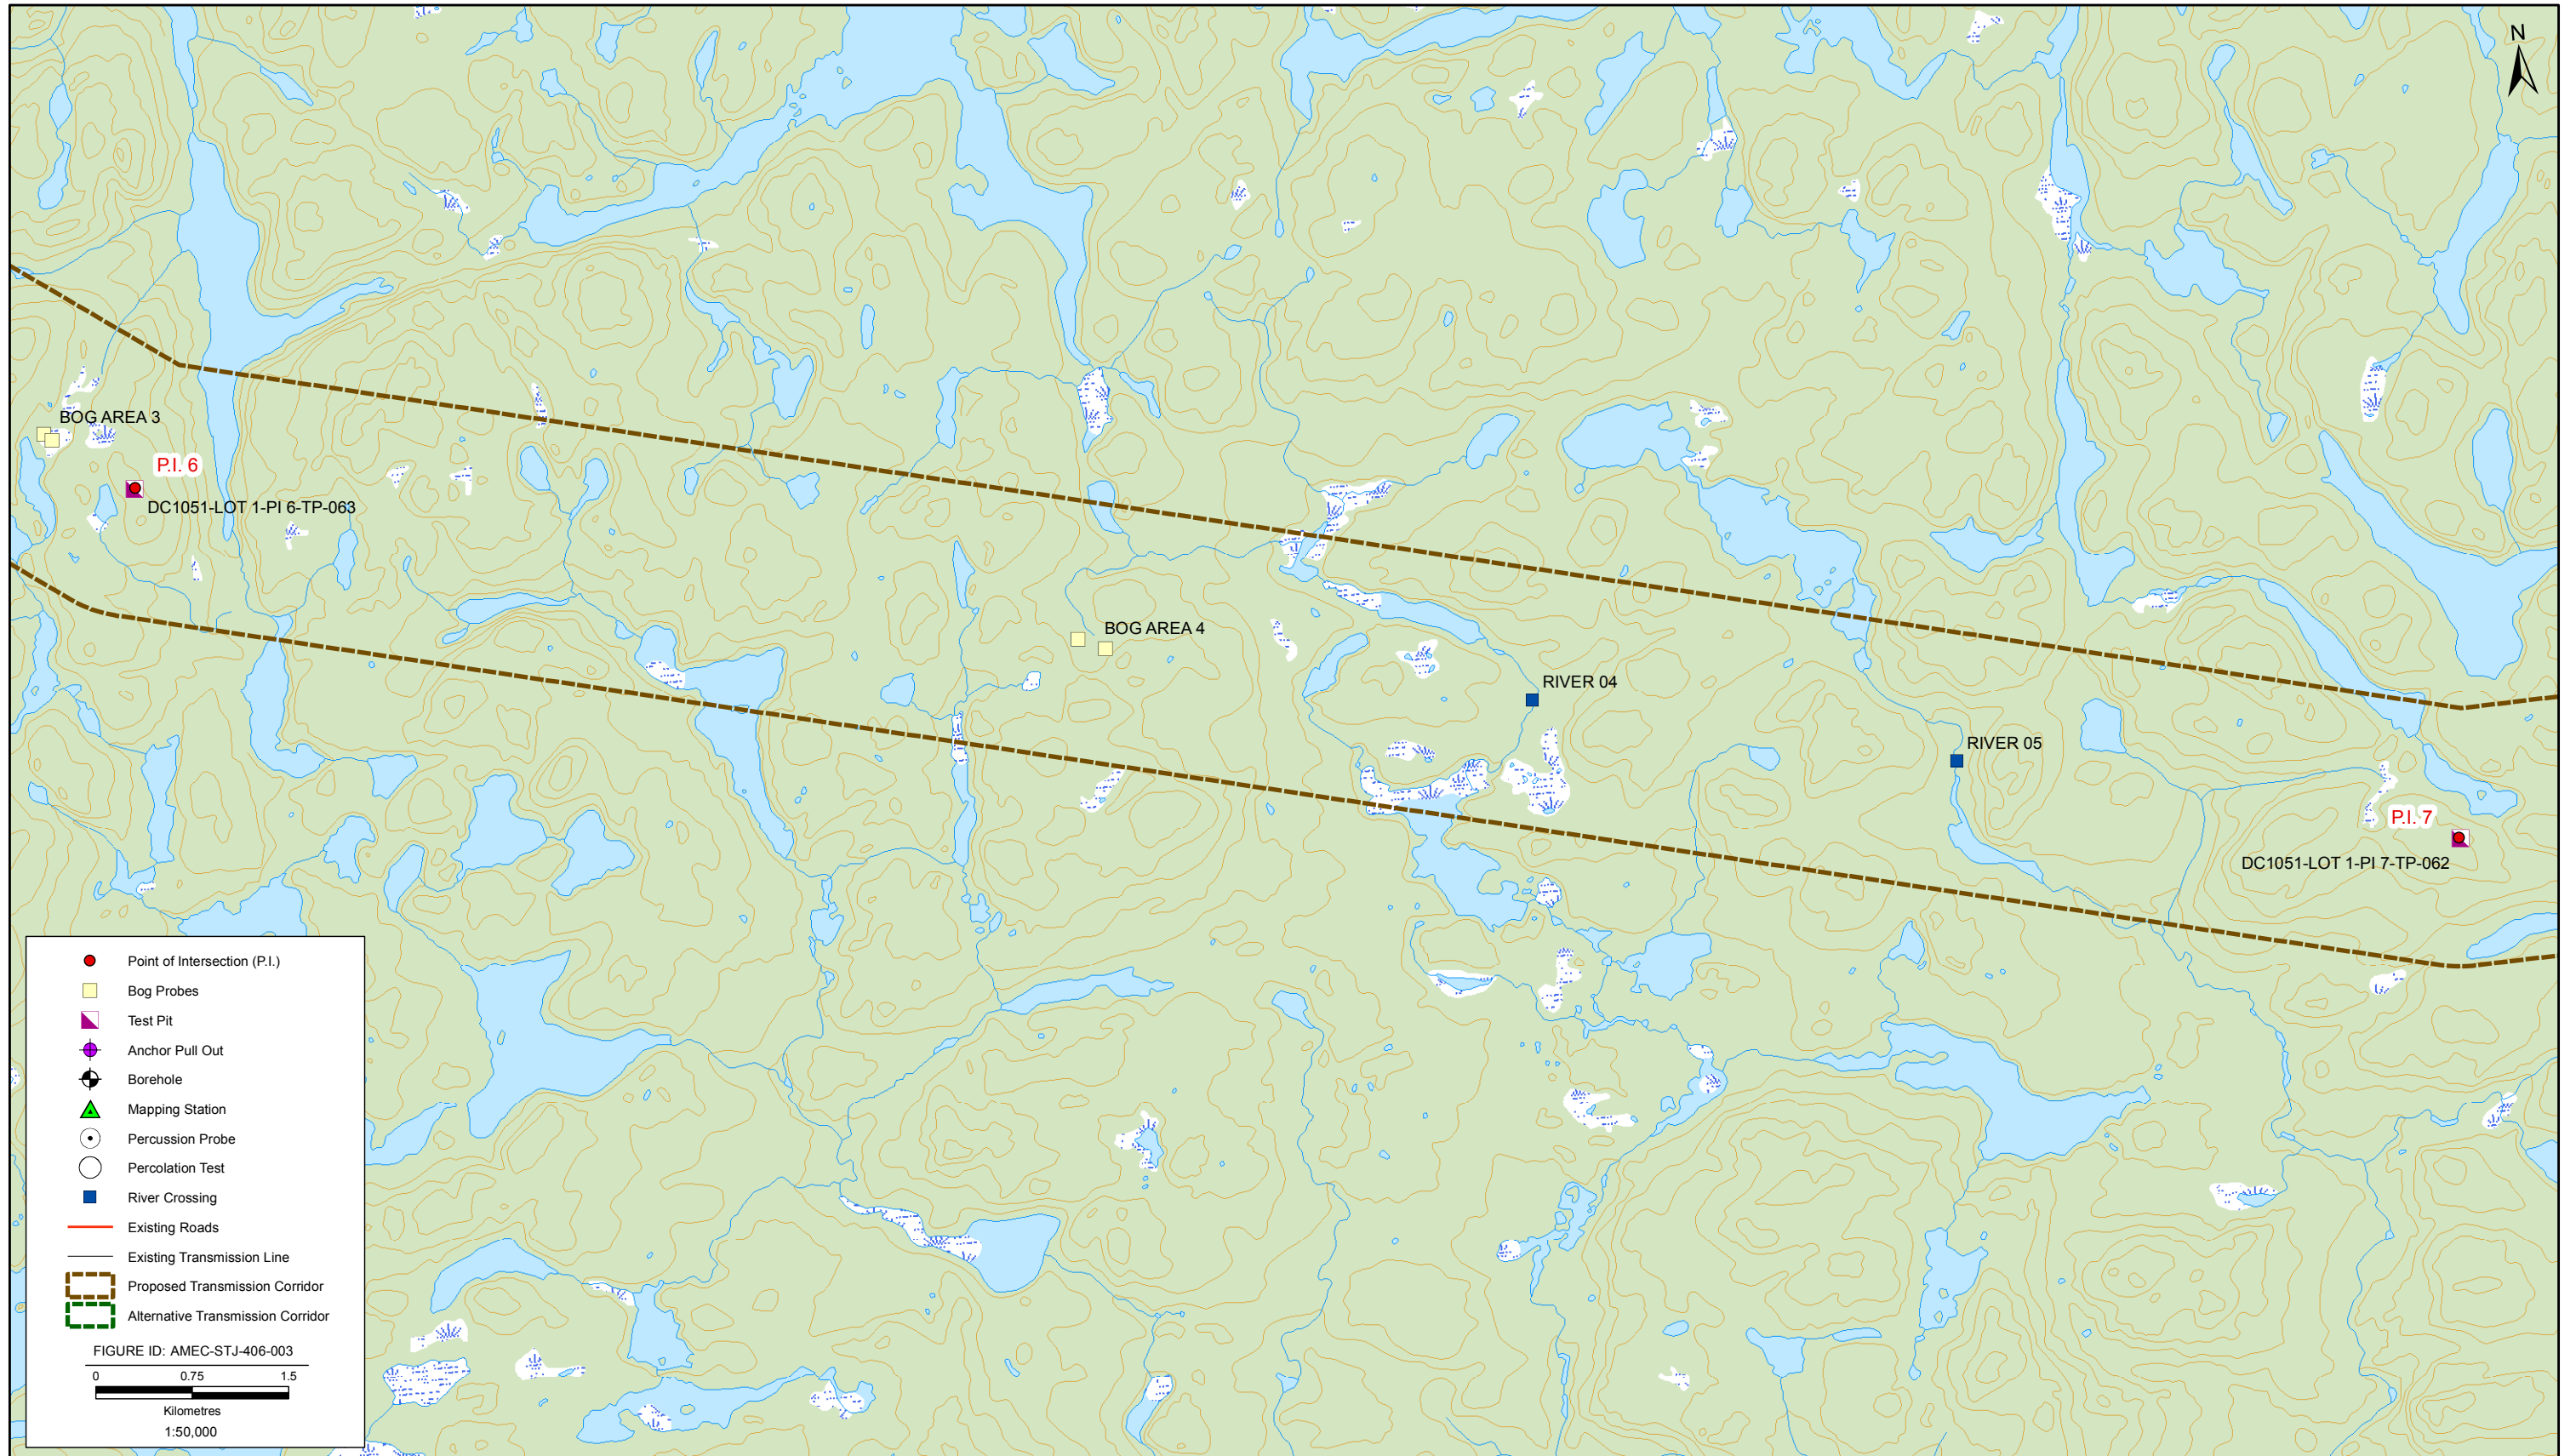 N
BOG AREA 3
P.I. 6
DC1051-LOT 1-PI 6-TP-063
BOG AREA 4
RIVER 04
RIVER 05
P.I. 7
DC1051-LOT 1-PI 7-TP-062
Point of Intersection (P.I.)
Bog Probes
Test Pit
Anchor Pull Out
Borehole
Mapping Station
Percussion Probe
Percolation Test
River Crossing
Existing Roads
Existing Transmission Line
Proposed Transmission Corridor
Alternative Transmission Corridor
FIGURE ID: AMEC-STJ-406-003
0 0.75 1.5
Kilometres
1:50,000